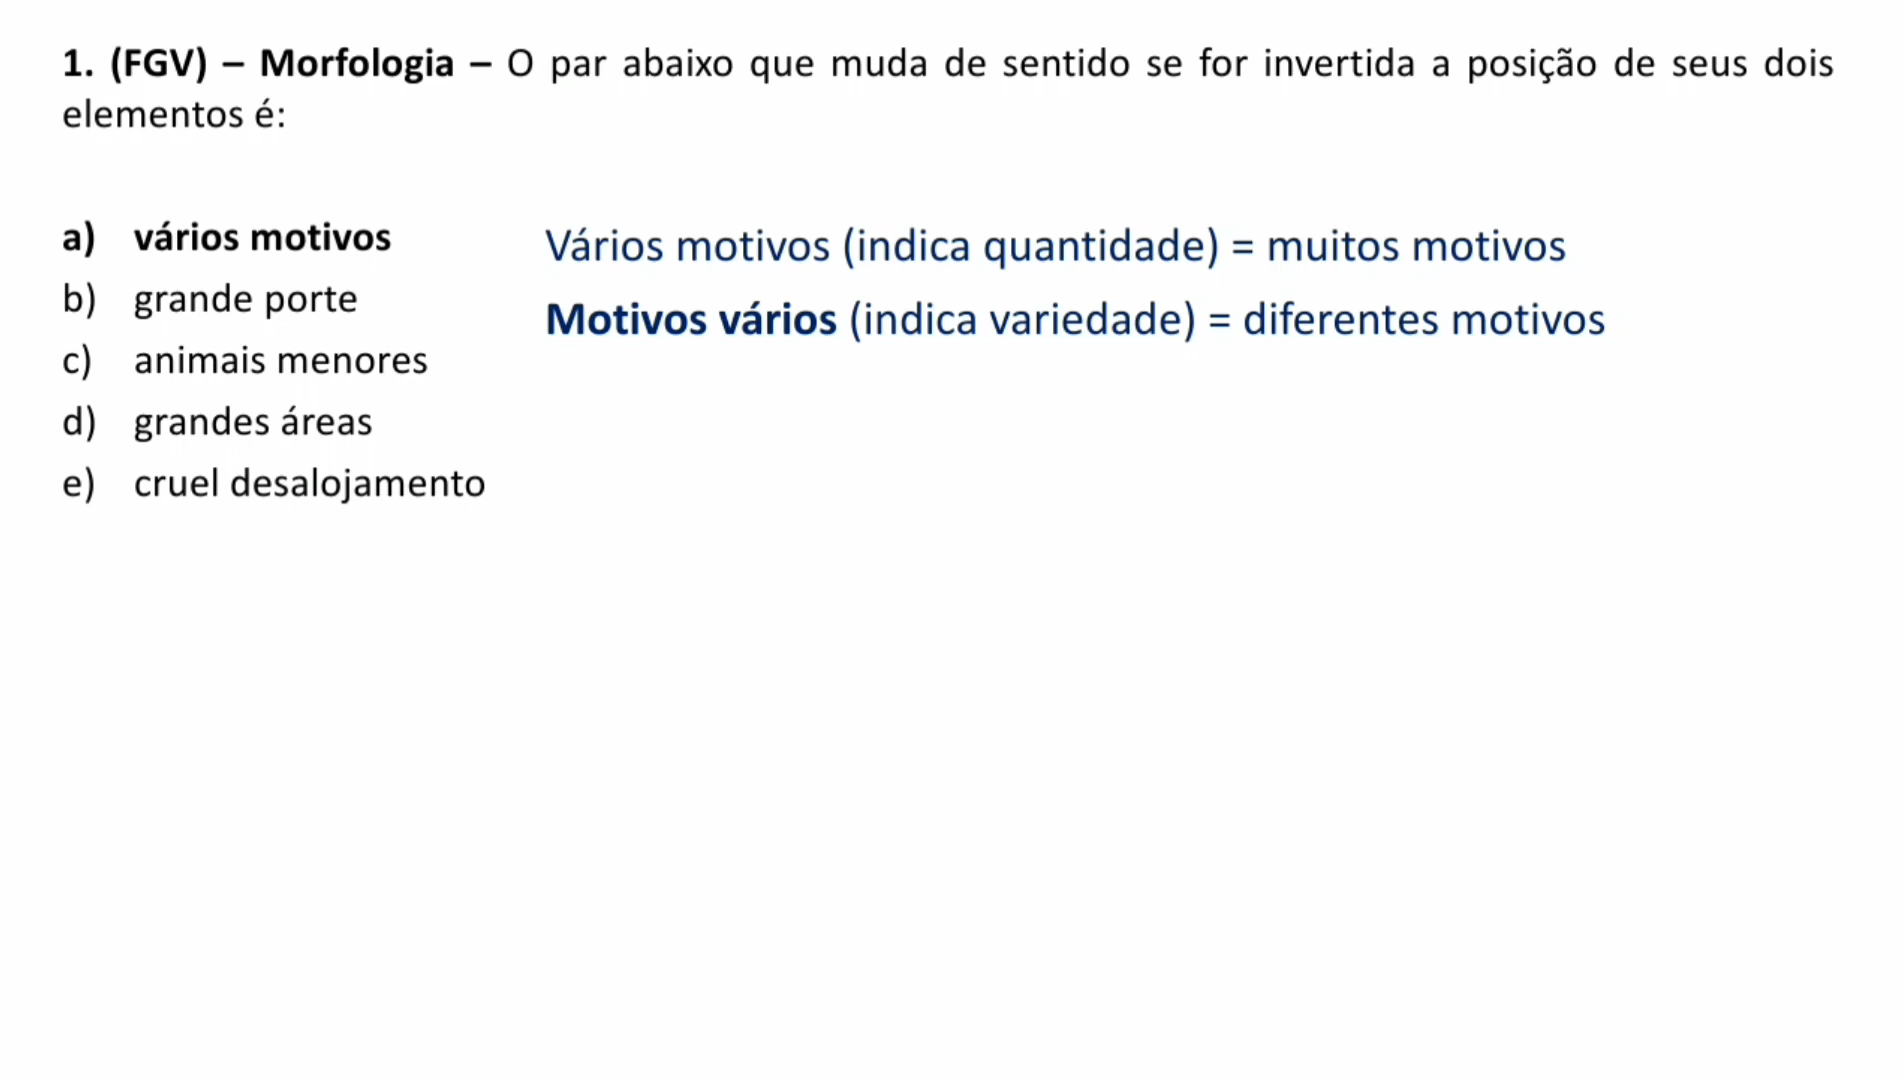 1. (FGV) – Morfologia – O par abaixo que muda de sentido se for invertida a posição de seus dois
elementos é:
a) vários motivos
b) grande porte
c) animais menores
d) grandes áreas
e) cruel desalojamento
Vários motivos (indica quantidade) = muitos motivos
Motivos vários (indica variedade) = diferentes motivos